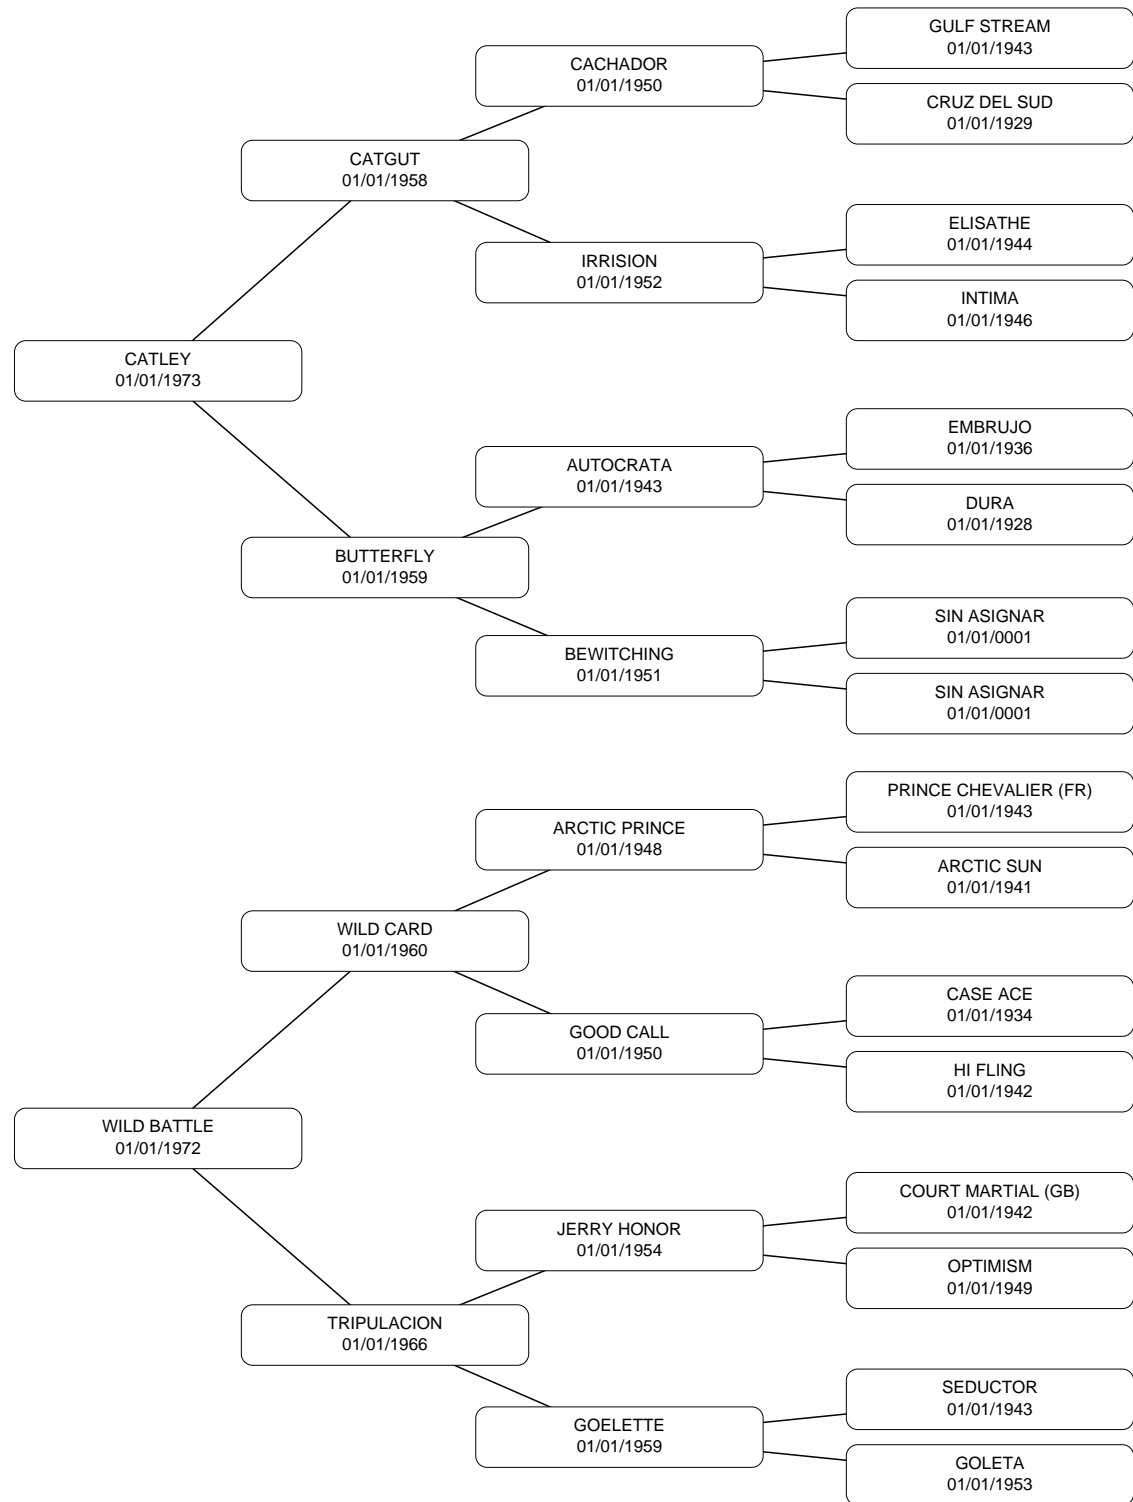 GULF STREAM
01/01/1943
CACHADOR
01/01/1950
CRUZ DEL SUD
01/01/1929
CATGUT
01/01/1958
ELISATHE
01/01/1944
IRRISION
01/01/1952
INTIMA
01/01/1946
CATLEY
01/01/1973
EMBRUJO
01/01/1936
AUTOCRATA
01/01/1943
DURA
01/01/1928
BUTTERFLY
01/01/1959
SIN ASIGNAR
01/01/0001
BEWITCHING
01/01/1951
SIN ASIGNAR
01/01/0001
PRINCE CHEVALIER (FR)
01/01/1943
ARCTIC PRINCE
01/01/1948
ARCTIC SUN
01/01/1941
WILD CARD
01/01/1960
CASE ACE
01/01/1934
GOOD CALL
01/01/1950
HI FLING
01/01/1942
WILD BATTLE
01/01/1972
COURT MARTIAL (GB)
01/01/1942
JERRY HONOR
01/01/1954
OPTIMISM
01/01/1949
TRIPULACION
01/01/1966
SEDUCTOR
01/01/1943
GOELETTE
01/01/1959
GOLETA
01/01/1953